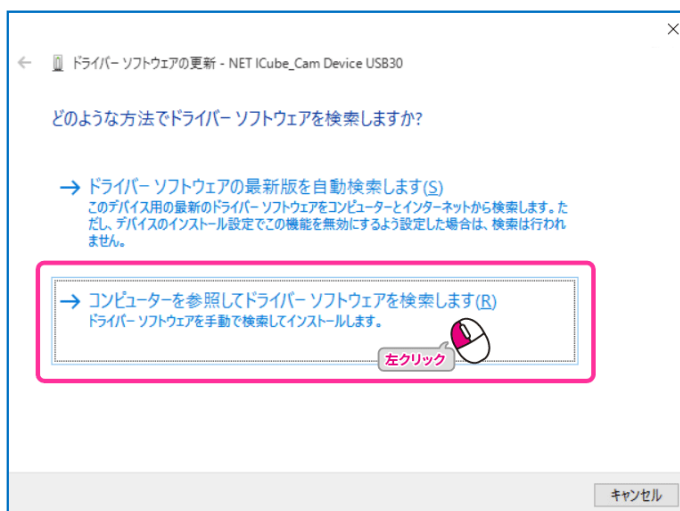 ドライバー ソフトウェアの更新 - NET ICube_Cam Device USB30
どのような方法でドライバー ソフトウェアを検索しますか?
ドライバー ソフトウェアの最新版を自動検索します(S)
このデバイス用の最新のドライバー ソフトウェアをコンピューターとインターネットから検索します。た
だし、デバイスのインストール設定でこの機能を無効にするよう設定した場合は、検索は行われ
ません。
コンピューターを参照してドライバー ソフトウェアを検索します(R)
ドライバー ソフトウェアを手動で検索してインストールします。
左クリック
キャンセル